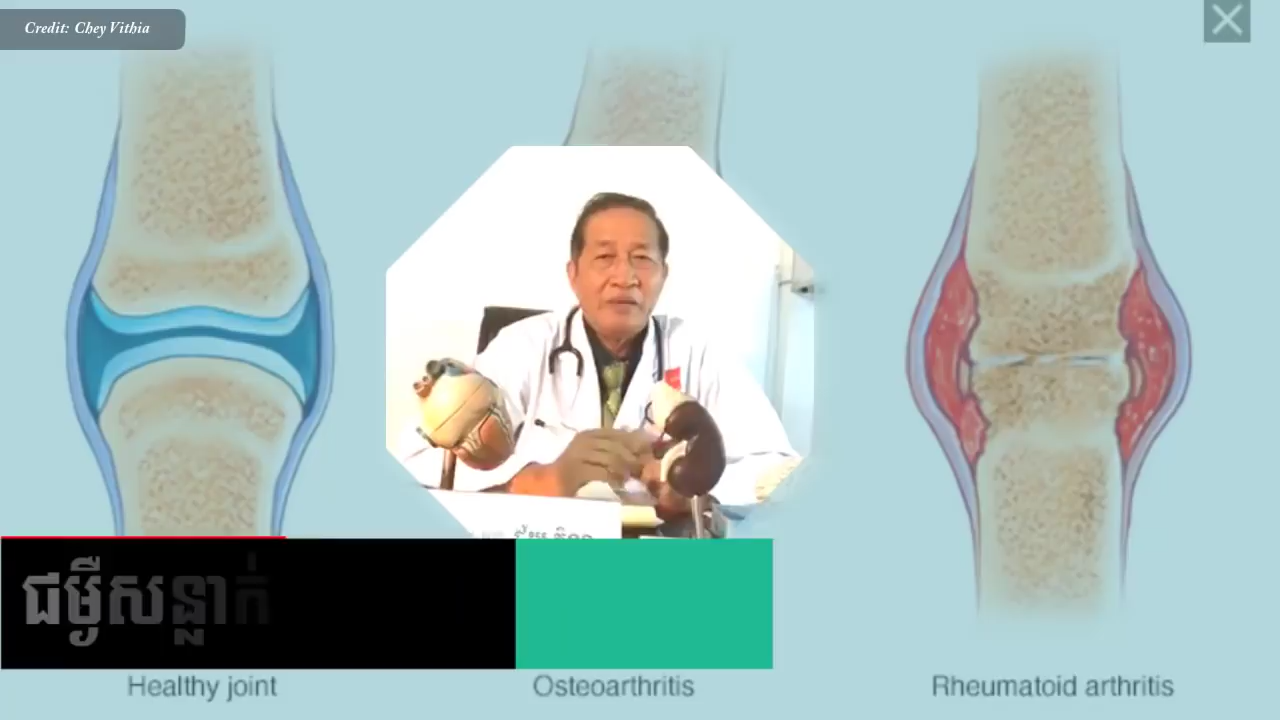 Credit: Chey Vithia
ជម្ងឺសន្លាក់
Healthy joint
Osteoarthritis
Rheumatoid arthritis